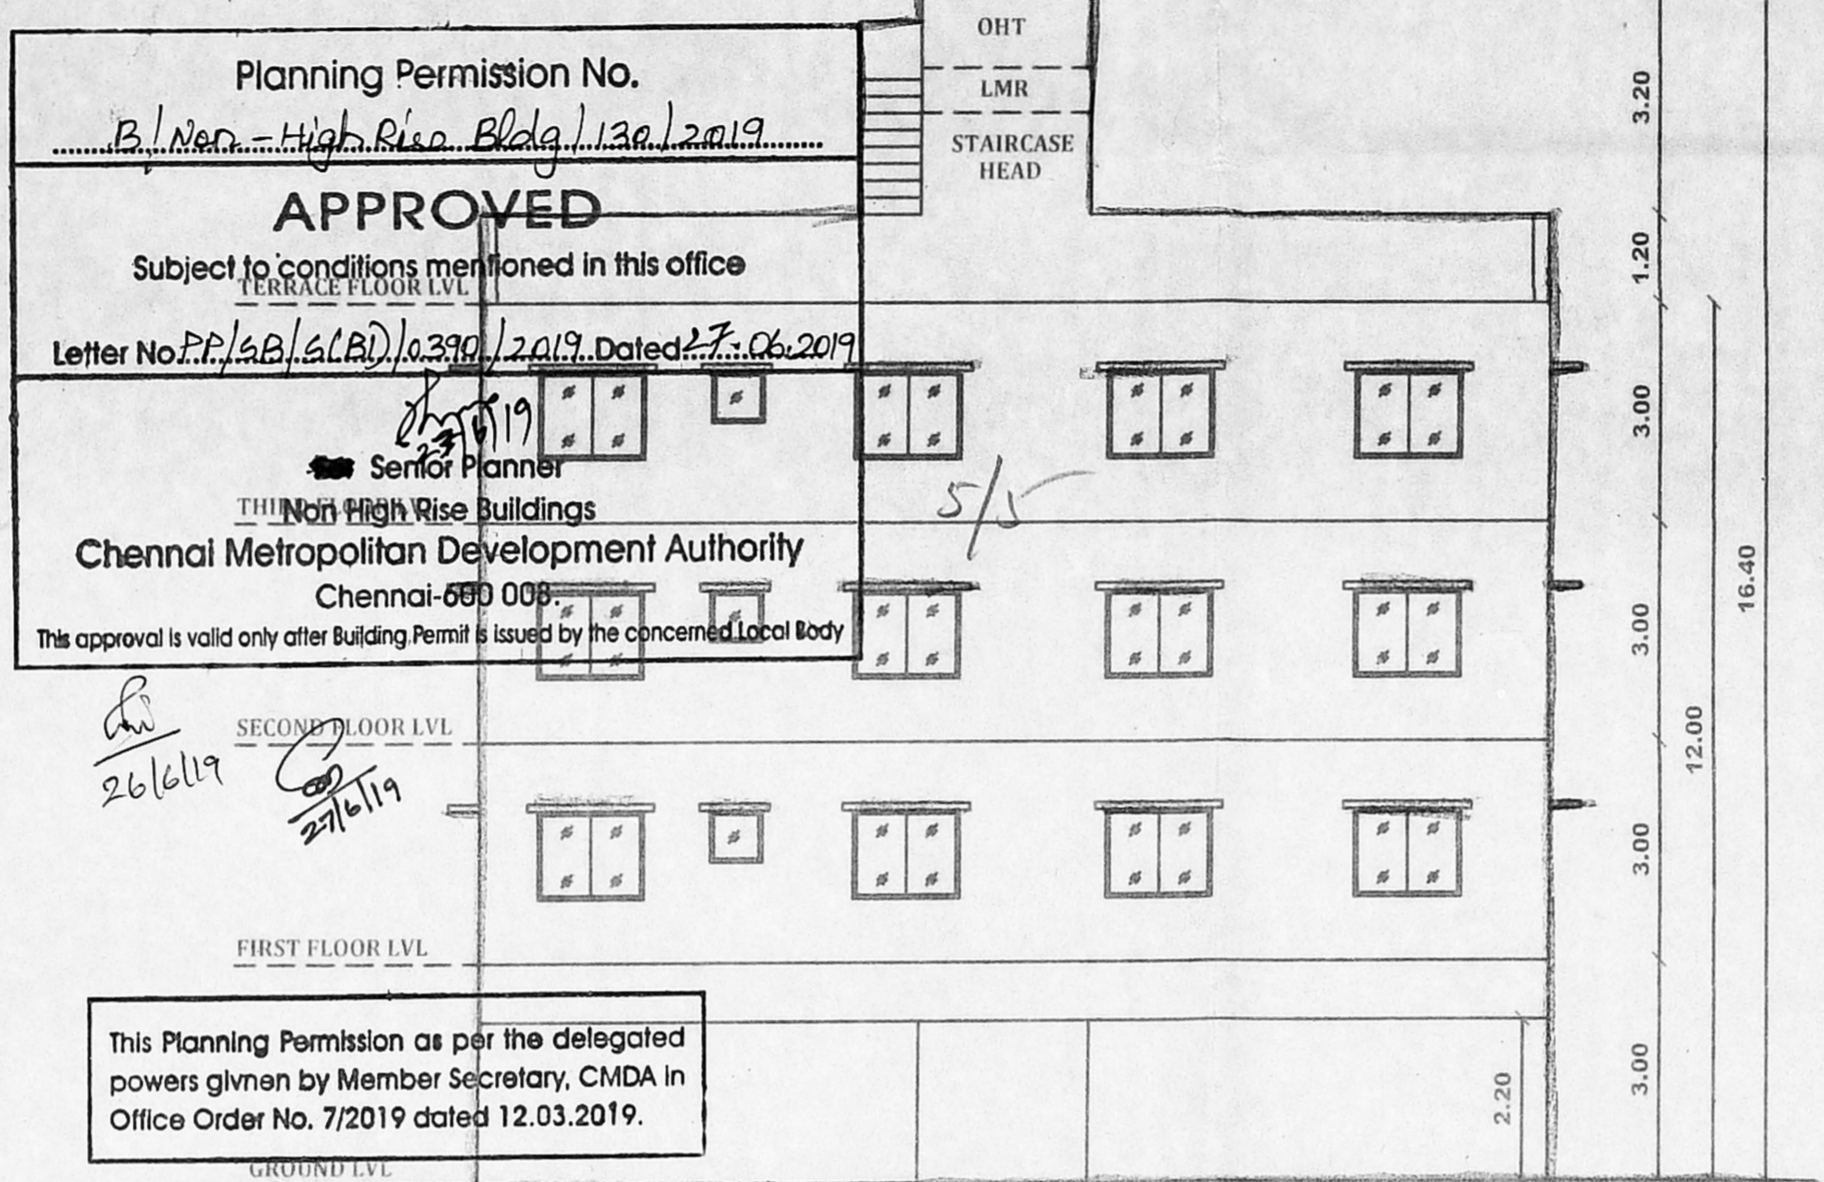 Planning Permission No.
B/Non-High Rise Bldg/130/2019
APPROVED
Subject to conditions mentioned in this office
Letter No.PP/SB/S(B1)/0390/2019 Dated 27.06.2019
27/6/19
Senior Planner
Non High Rise Buildings
Chennai Metropolitan Development Authority
Chennai-600 008.
This approval is valid only after Building Permit is issued by the concerned Local Body
26/6/19
27/6/19
This Planning Permission as per the delegated
powers givnen by Member Secretary, CMDA in
Office Order No. 7/2019 dated 12.03.2019.
OHT
LMR
STAIRCASE
HEAD
TERRACE FLOOR LVL
SECOND FLOOR LVL
FIRST FLOOR LVL
GROUND LVL
5/5
3.20
1.20
3.00
3.00
3.00
3.00
2.20
12.00
16.40